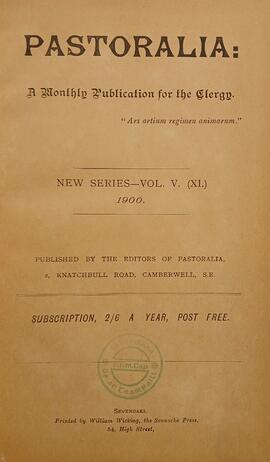 PASTORALIA:
A Monthly Publication for the Clergy.
"Ars artium regimen animarum."
NEW SERIES—VOL. V. (XI.)
1900.
PUBLISHED BY THE EDITORS OF PASTORALIA,
KNATCHBULL ROAD, CAMBERWELL, S.E.
SUBSCRIPTION, 2/6 A YEAR, POST FREE.
Sevenoaks
Printed by William Wicking, the Sennocke Press,
54, High Street,